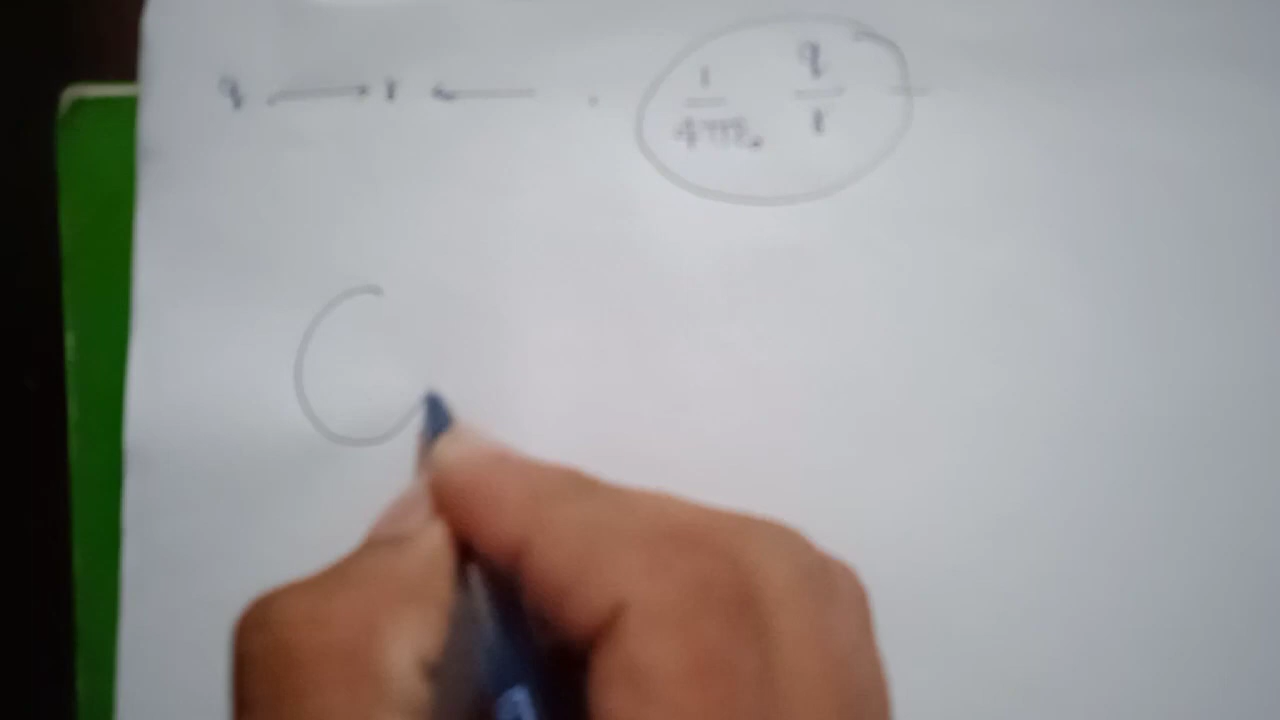 q → r ← . 1/4πε₀ q/r